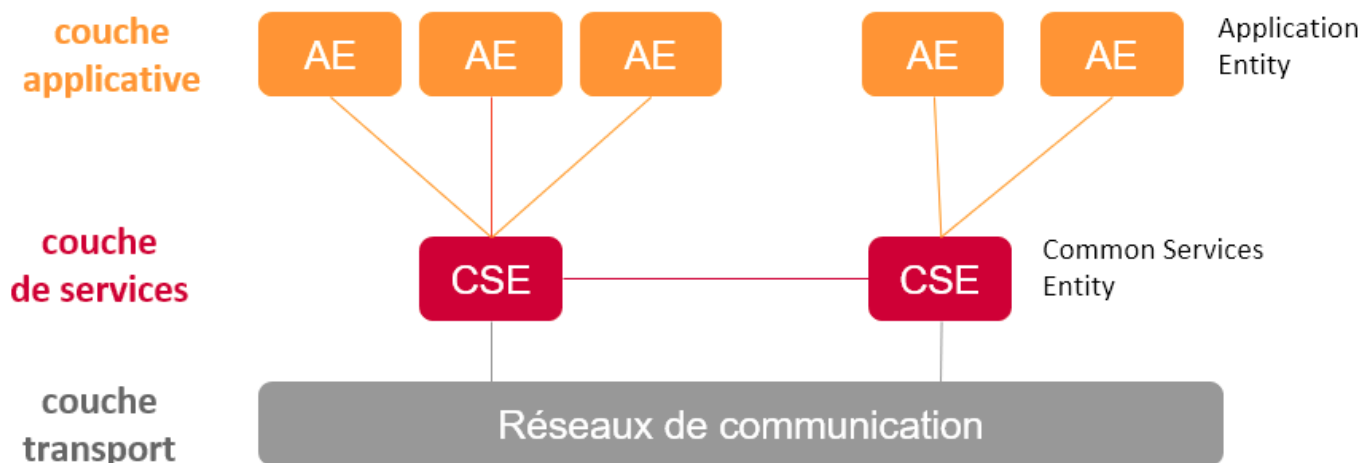 couche
applicative
AE
AE
AE
AE
AE
Application
Entity
couche
de services
CSE
CSE
Common Services
Entity
couche
transport
Réseaux de communication